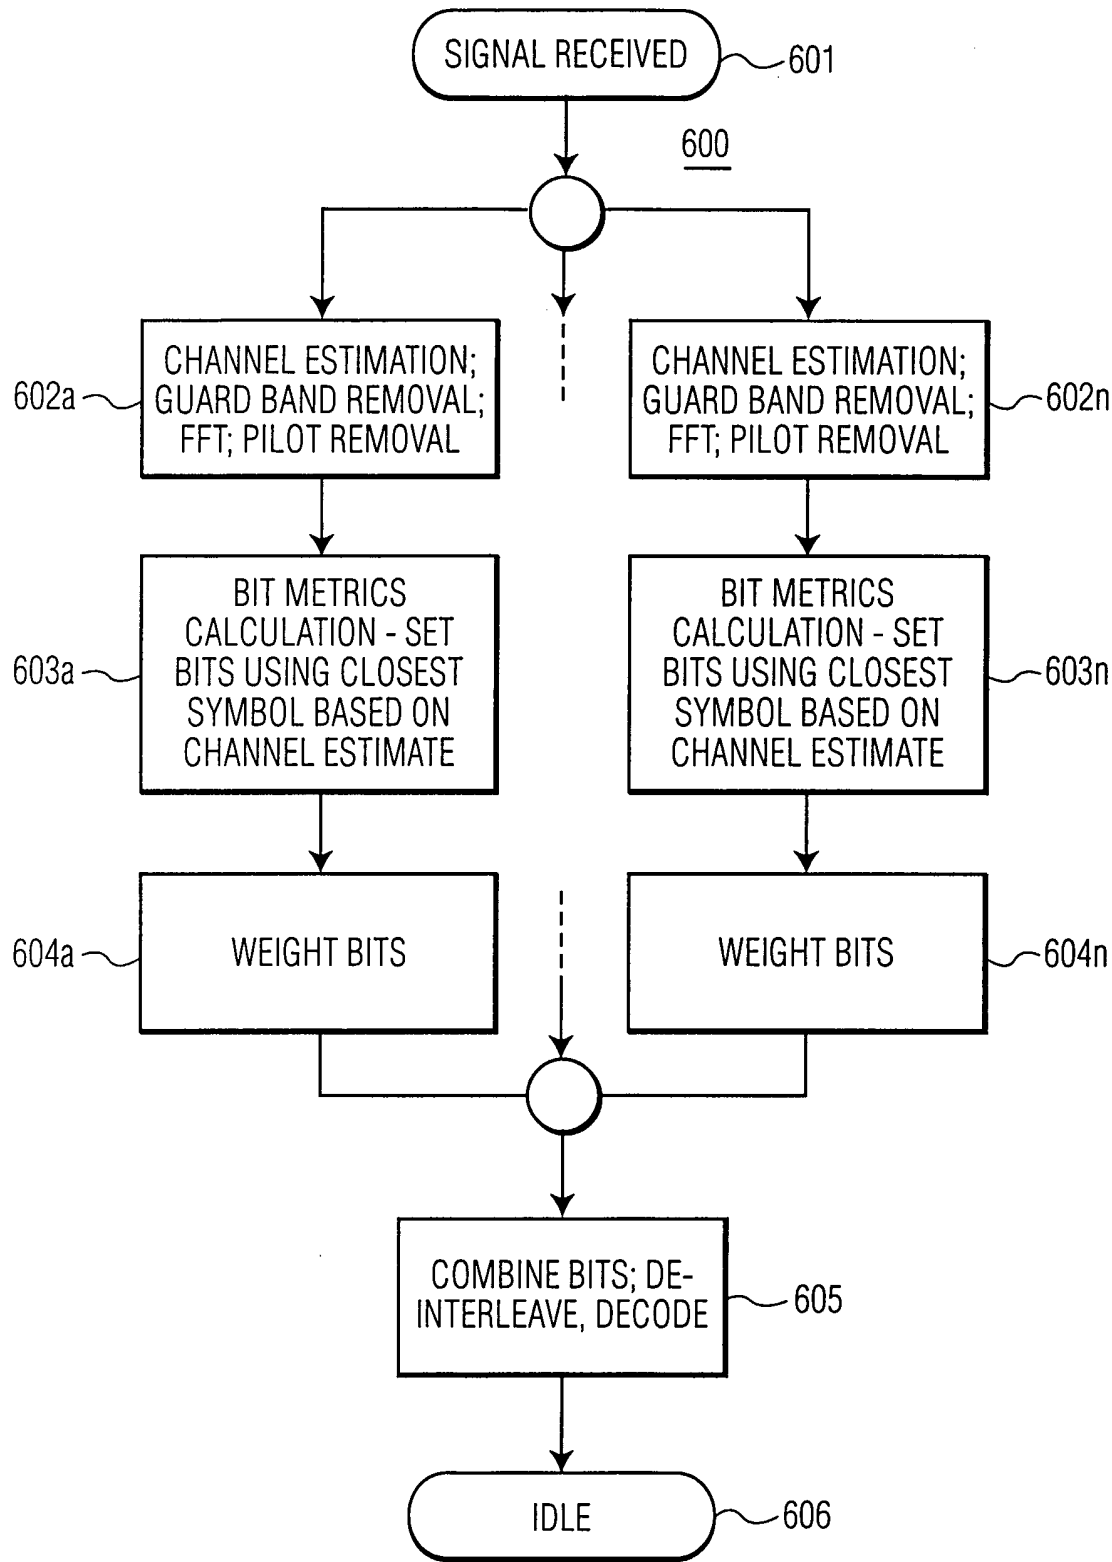 SIGNAL RECEIVED
601
600
CHANNEL ESTIMATION;
GUARD BAND REMOVAL;
FFT; PILOT REMOVAL
602a
CHANNEL ESTIMATION;
GUARD BAND REMOVAL;
FFT; PILOT REMOVAL
602n
BIT METRICS
CALCULATION - SET
BITS USING CLOSEST
SYMBOL BASED ON
CHANNEL ESTIMATE
603a
BIT METRICS
CALCULATION - SET
BITS USING CLOSEST
SYMBOL BASED ON
CHANNEL ESTIMATE
603n
WEIGHT BITS
604a
WEIGHT BITS
604n
COMBINE BITS; DE-
INTERLEAVE, DECODE
605
IDLE
606